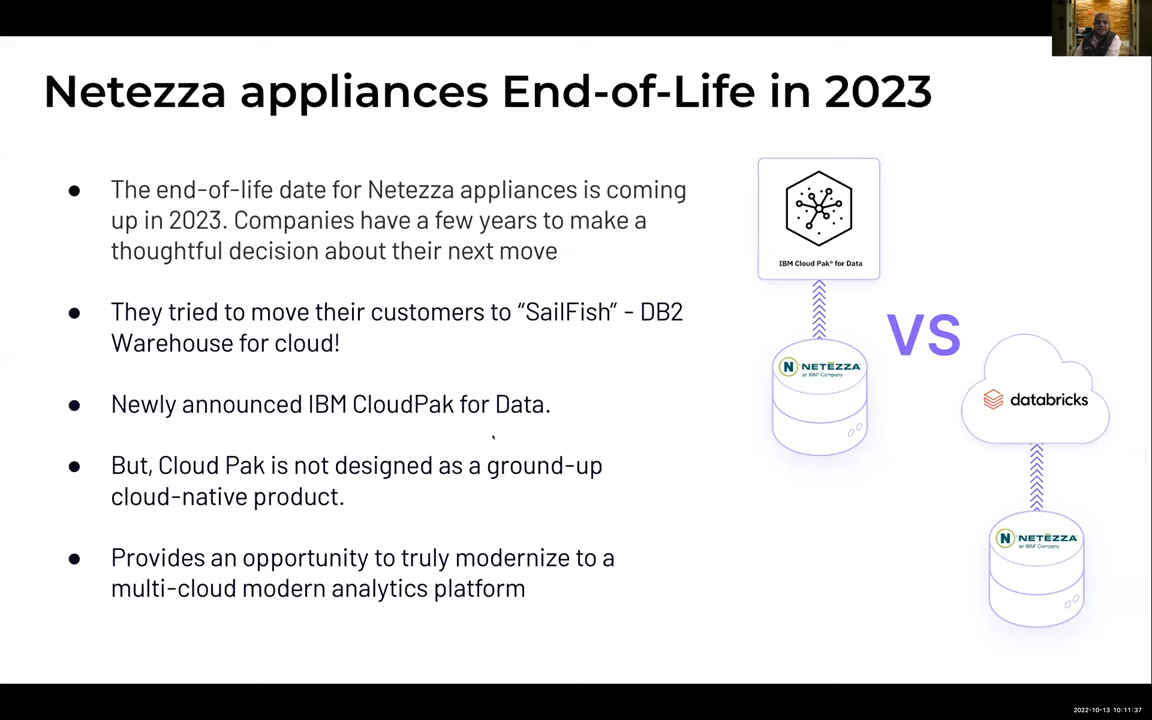 Netezza appliances End-of-Life in 2023
● The end-of-life date for Netezza appliances is coming
up in 2023. Companies have a few years to make a
thoughtful decision about their next move
● They tried to move their customers to “SailFish” - DB2
Warehouse for cloud!
● Newly announced IBM CloudPak for Data.
● But, Cloud Pak is not designed as a ground-up
cloud-native product.
● Provides an opportunity to truly modernize to a
multi-cloud modern analytics platform
IBM Cloud Pak® for Data
N NETEZZA
an IBM® Company
VS
databricks
N NETEZZA
an IBM® Company
2022-10-13 10:11:37